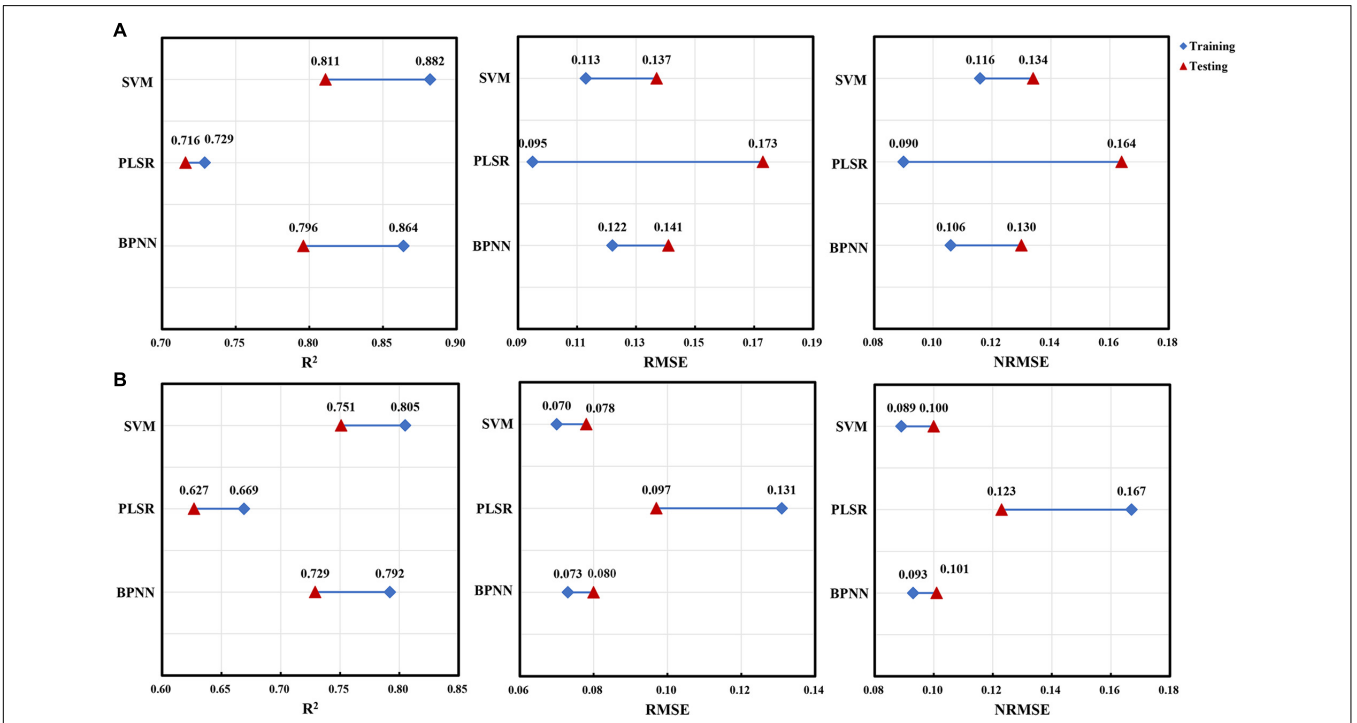 A
0.811 0.882
SVM
0.716 0.729
PLSR
0.796 0.864
BPNN
0.70 0.75 0.80 0.85 0.90
R²
0.113 0.137
SVM
0.095 0.173
PLSR
0.122 0.141
BPNN
0.09 0.11 0.13 0.15 0.17 0.19
RMSE
0.116 0.134
SVM
0.090 0.164
PLSR
0.106 0.130
BPNN
0.08 0.10 0.12 0.14 0.16 0.18
NRMSE
Training
Testing
B
0.751 0.805
SVM
0.627 0.669
PLSR
0.729 0.792
BPNN
0.60 0.65 0.70 0.75 0.80 0.85
R²
0.070 0.078
SVM
0.097 0.131
PLSR
0.073 0.080
BPNN
0.06 0.08 0.10 0.12 0.14
RMSE
0.089 0.100
SVM
0.123 0.167
PLSR
0.093 0.101
BPNN
0.08 0.10 0.12 0.14 0.16 0.18
NRMSE